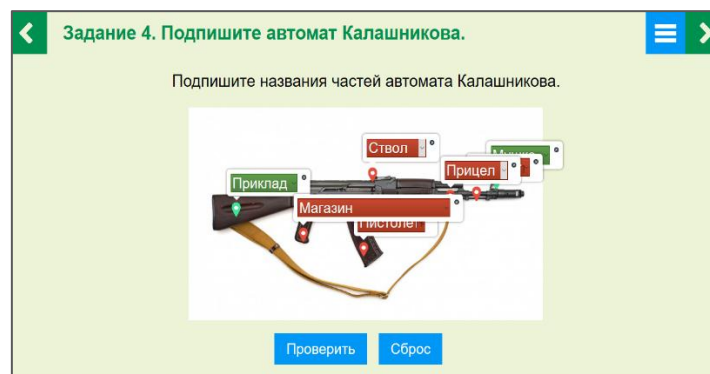 Задание 4. Подпишите автомат Калашникова.
Подпишите названия частей автомата Калашникова.
Ствол
Прицел
Приклад
Магазин
Проверить
Сброс